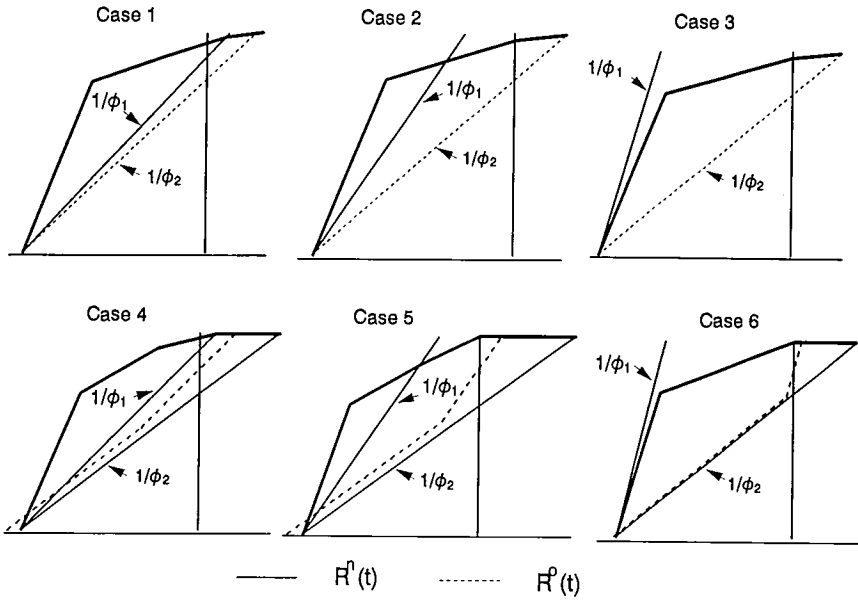 Case 1
Case 2
Case 3
1/ϕ₁
1/ϕ₂
1/ϕ₁
1/ϕ₂
1/ϕ₁
1/ϕ₂
Case 4
Case 5
Case 6
1/ϕ₁
1/ϕ₂
1/ϕ₁
1/ϕ₂
1/ϕ₁
1/ϕ₂
Rⁿ(t) Rᵒ(t)